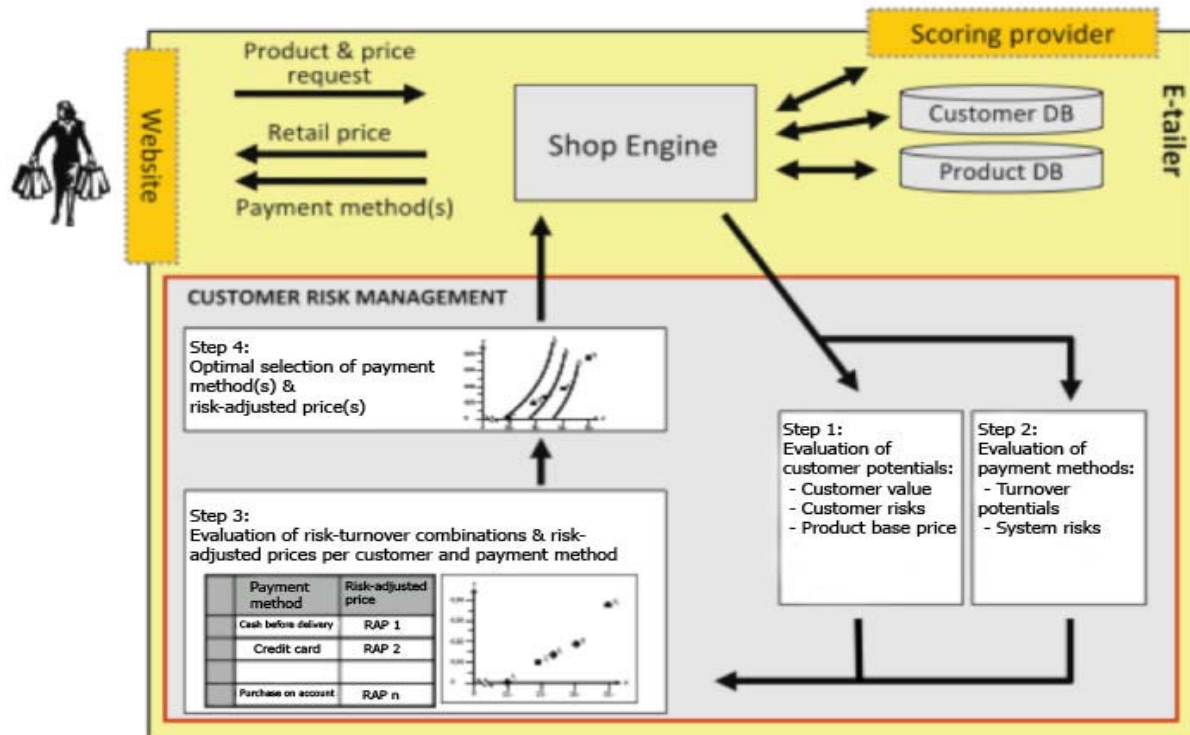 Scoring provider
Product & price
request
Website
E-tailer
Customer DB
Shop Engine
Retail price
Product DB
Payment method(s)
CUSTOMER RISK MANAGEMENT
Step 4:
Optimal selection of payment
method(s) &
risk-adjusted price(s)
Step 1:
Evaluation of
customer potentials:
- Customer value
- Customer risks
- Product base price
Step 2:
Evaluation of
payment methods:
- Turnover
potentials
- System risks
Step 3:
Evaluation of risk-turnover combinations & risk-
adjusted prices per customer and payment method
Payment
method
Risk-adjusted
price
Cash before delivery RAP 1
Credit card RAP 2
Purchase on account RAP n